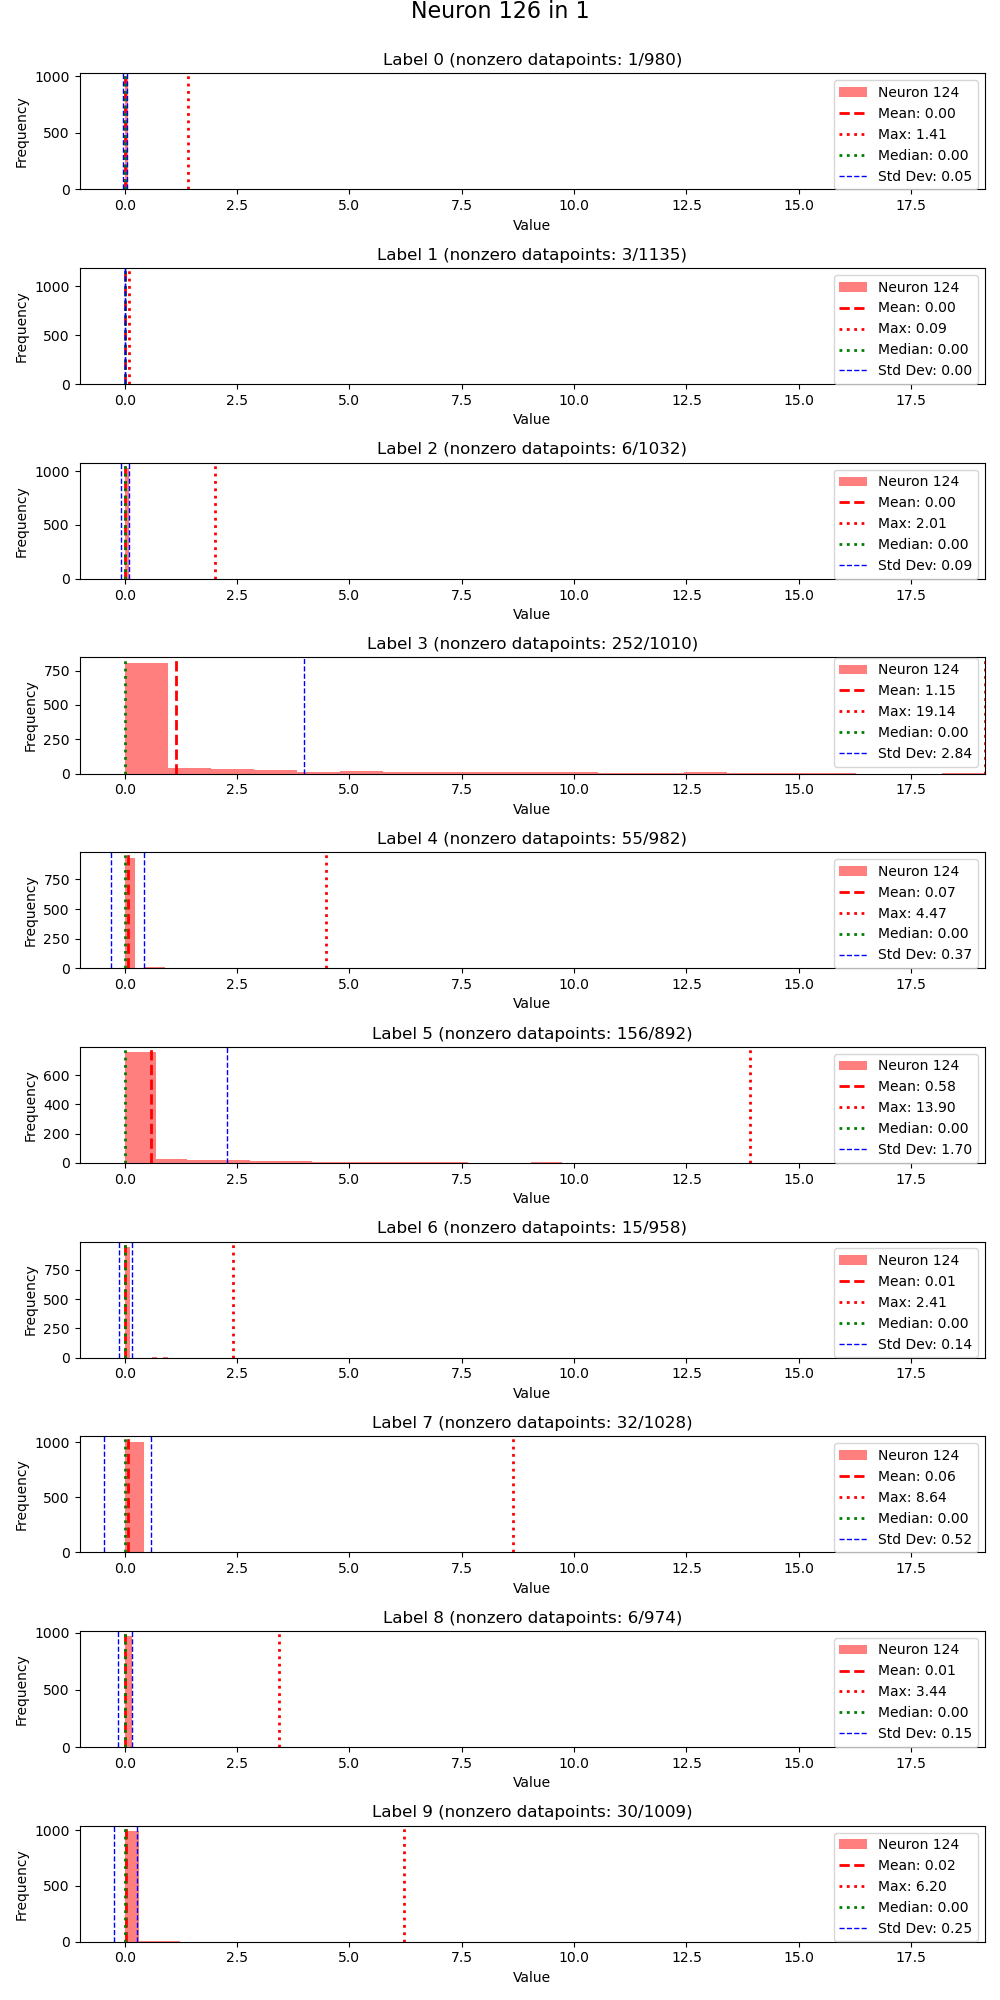 Neuron 126 in 1
Label 0 (nonzero datapoints: 1/980)
Frequency
1000
500
0
Neuron 124
Mean: 0.00
Max: 1.41
Median: 0.00
Std Dev: 0.05
0.0 2.5 5.0 7.5 10.0 12.5 15.0 17.5
Value
Label 1 (nonzero datapoints: 3/1135)
Frequency
1000
500
0
Neuron 124
Mean: 0.00
Max: 0.09
Median: 0.00
Std Dev: 0.00
0.0 2.5 5.0 7.5 10.0 12.5 15.0 17.5
Value
Label 2 (nonzero datapoints: 6/1032)
Frequency
1000
500
0
Neuron 124
Mean: 0.00
Max: 2.01
Median: 0.00
Std Dev: 0.09
0.0 2.5 5.0 7.5 10.0 12.5 15.0 17.5
Value
Label 3 (nonzero datapoints: 252/1010)
Frequency
750
500
250
0
Neuron 124
Mean: 1.15
Max: 19.14
Median: 0.00
Std Dev: 2.84
0.0 2.5 5.0 7.5 10.0 12.5 15.0 17.5
Value
Label 4 (nonzero datapoints: 55/982)
Frequency
750
500
250
0
Neuron 124
Mean: 0.07
Max: 4.47
Median: 0.00
Std Dev: 0.37
0.0 2.5 5.0 7.5 10.0 12.5 15.0 17.5
Value
Label 5 (nonzero datapoints: 156/892)
Frequency
600
400
200
0
Neuron 124
Mean: 0.58
Max: 13.90
Median: 0.00
Std Dev: 1.70
0.0 2.5 5.0 7.5 10.0 12.5 15.0 17.5
Value
Label 6 (nonzero datapoints: 15/958)
Frequency
750
500
250
0
Neuron 124
Mean: 0.01
Max: 2.41
Median: 0.00
Std Dev: 0.14
0.0 2.5 5.0 7.5 10.0 12.5 15.0 17.5
Value
Label 7 (nonzero datapoints: 32/1028)
Frequency
1000
500
0
Neuron 124
Mean: 0.06
Max: 8.64
Median: 0.00
Std Dev: 0.52
0.0 2.5 5.0 7.5 10.0 12.5 15.0 17.5
Value
Label 8 (nonzero datapoints: 6/974)
Frequency
1000
500
0
Neuron 124
Mean: 0.01
Max: 3.44
Median: 0.00
Std Dev: 0.15
0.0 2.5 5.0 7.5 10.0 12.5 15.0 17.5
Value
Label 9 (nonzero datapoints: 30/1009)
Frequency
1000
500
0
Neuron 124
Mean: 0.02
Max: 6.20
Median: 0.00
Std Dev: 0.25
0.0 2.5 5.0 7.5 10.0 12.5 15.0 17.5
Value